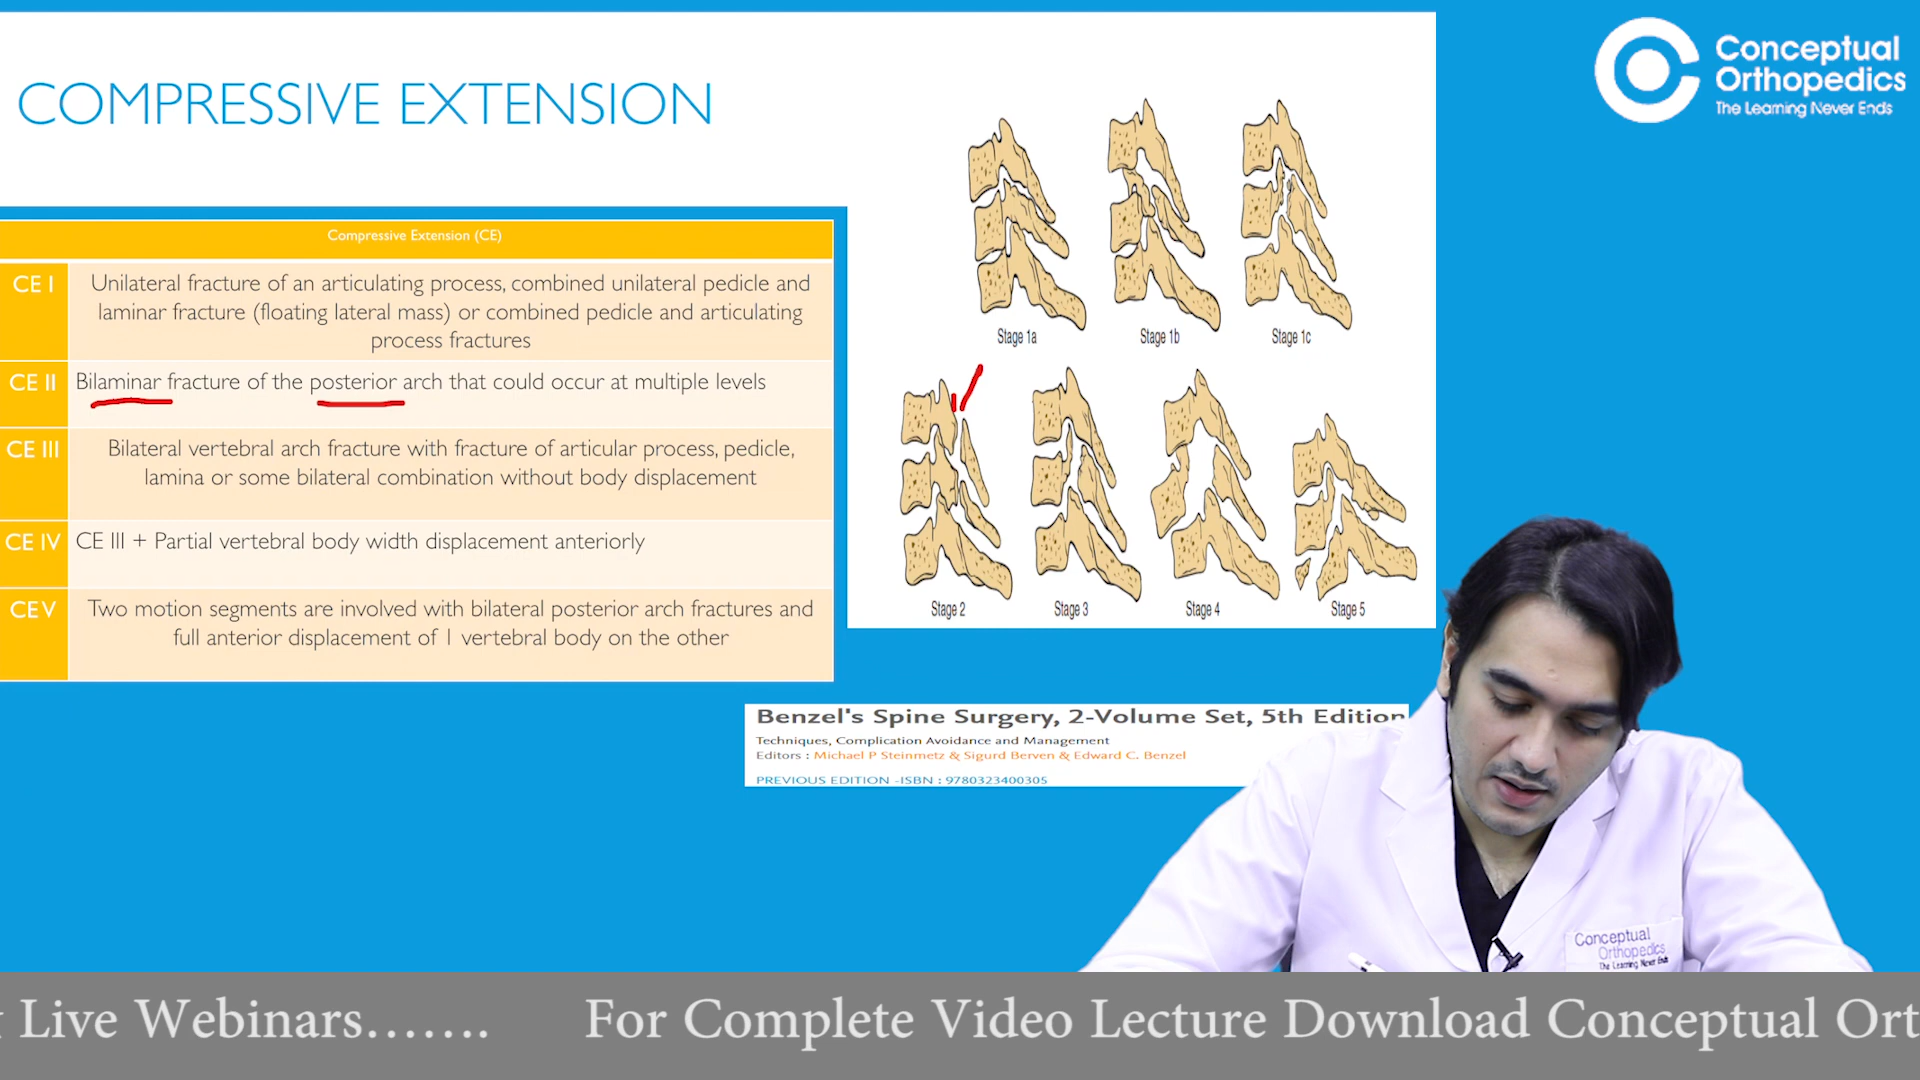 COMPRESSIVE EXTENSION
Conceptual
Orthopedics
The Learning Never Ends
Compressive Extension (CE)
CE I
Unilateral fracture of an articulating process, combined unilateral pedicle and
laminar fracture (floating lateral mass) or combined pedicle and articulating
process fractures
CE II
Bilaminar fracture of the posterior arch that could occur at multiple levels
CE III
Bilateral vertebral arch fracture with fracture of articular process, pedicle,
lamina or some bilateral combination without body displacement
CE IV
CE III + Partial vertebral body width displacement anteriorly
CE V
Two motion segments are involved with bilateral posterior arch fractures and
full anterior displacement of 1 vertebral body on the other
Stage 1a
Stage 1b
Stage 1c
Stage 2
Stage 3
Stage 4
Stage 5
Benzel's Spine Surgery, 2-Volume Set, 5th Edition
Techniques, Complication Avoidance and Management
Editors : Michael P Steinmetz & Sigurd Berven & Edward C. Benzel
PREVIOUS EDITION -ISBN : 9780323400305
Conceptual
Orthopedics
The Learning Never Ends
Live Webinars....... For Complete Video Lecture Download Conceptual Ort